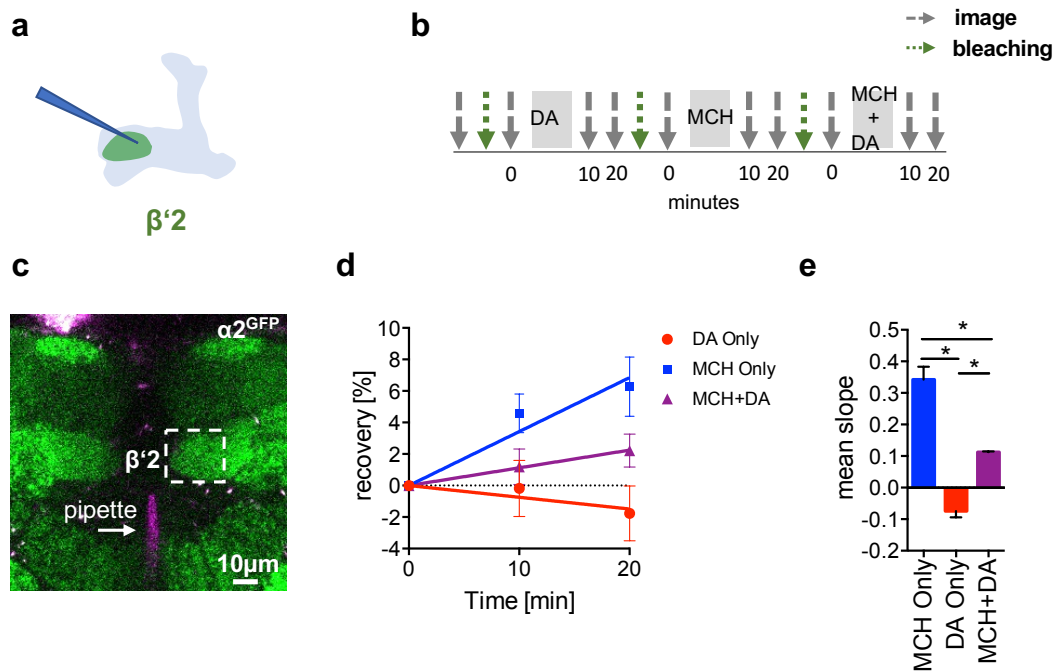 a
β‘2
b
image
bleaching
DA
MCH
MCH
+
DA
0 10 20 0 10 20 0 10 20
minutes
c
α2GFP
β‘2
pipette
10µm
d
recovery [%]
10
8
6
4
2
0
-2
-4
0 10 20
Time [min]
DA Only
MCH Only
MCH+DA
e
mean slope
0.5
0.4
0.3
0.2
0.1
0.0
-0.1
-0.2
* 
* *
MCH Only
DA Only
MCH+DA